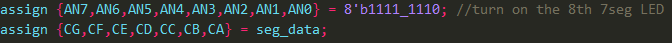 assign {AN7,AN6,AN5,AN4,AN3,AN2,AN1,AN0} = 8'b1111_1110; //turn on the 8th 7seg LED
assign {CG,CF,CE,CD,CC,CB,CA} = seg_data;